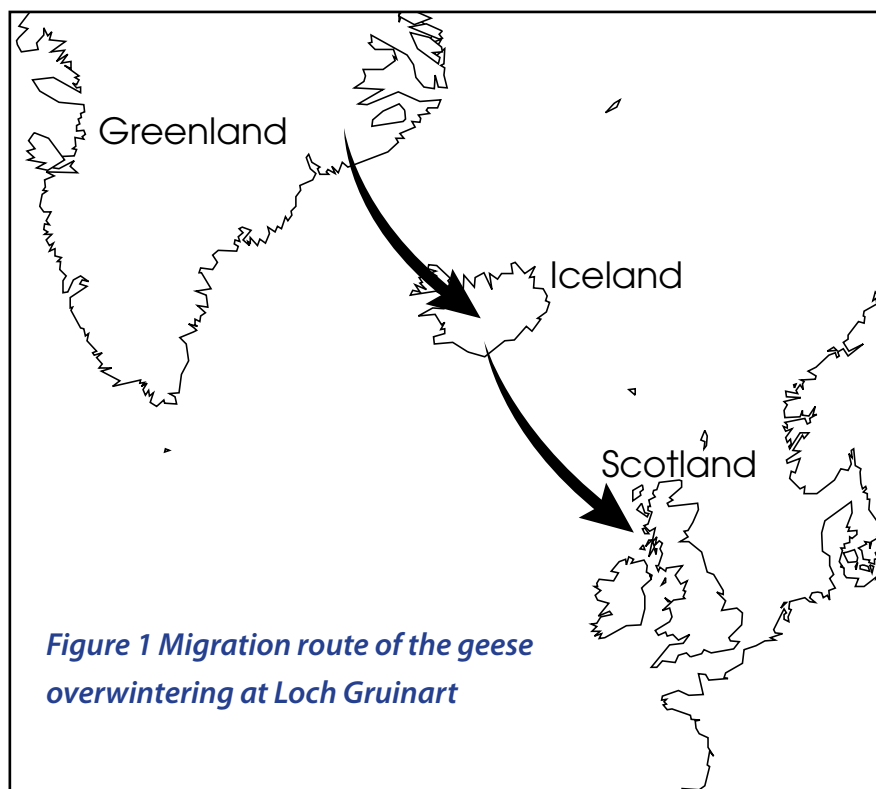 Greenland
Iceland
Scotland
Figure 1 Migration route of the geese
overwintering at Loch Gruinart